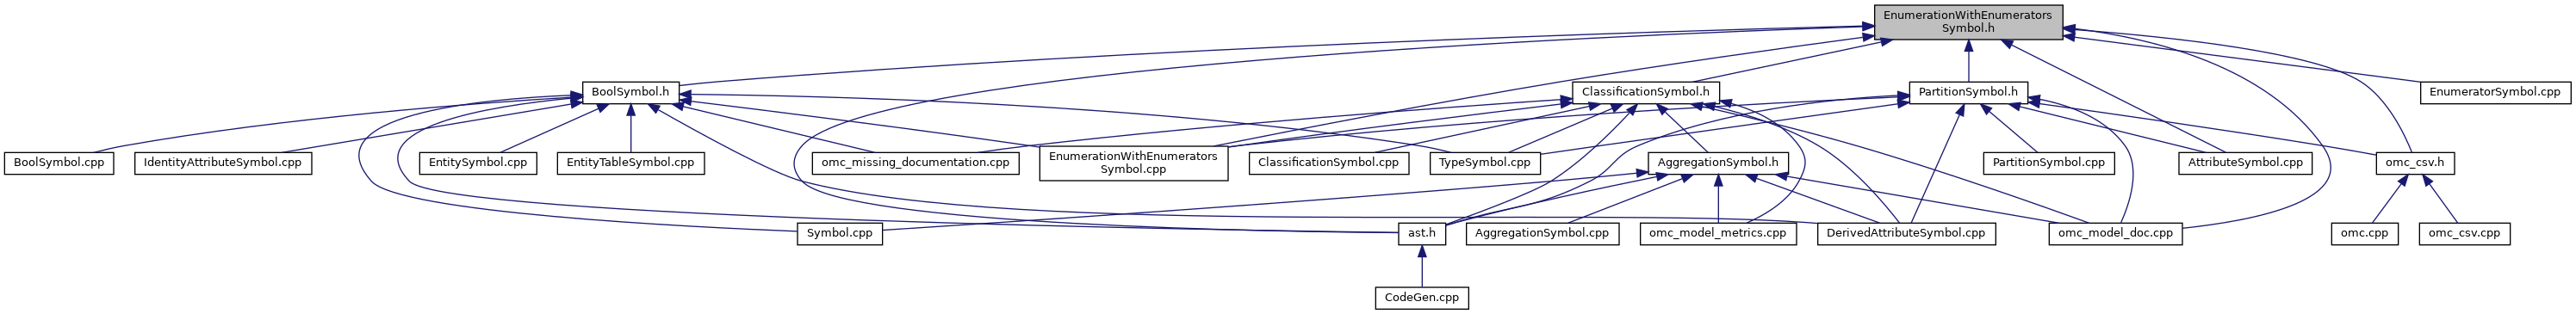 EnumerationWithEnumerators
Symbol.h
BoolSymbol.h
ClassificationSymbol.h
PartitionSymbol.h
EnumeratorSymbol.cpp
BoolSymbol.cpp
IdentityAttributeSymbol.cpp
EntitySymbol.cpp
EntityTableSymbol.cpp
omc_missing_documentation.cpp
EnumerationWithEnumerators
Symbol.cpp
ClassificationSymbol.cpp
TypeSymbol.cpp
AggregationSymbol.h
PartitionSymbol.cpp
AttributeSymbol.cpp
omc_csv.h
Symbol.cpp
ast.h
AggregationSymbol.cpp
omc_model_metrics.cpp
DerivedAttributeSymbol.cpp
omc_model_doc.cpp
omc.cpp
omc_csv.cpp
CodeGen.cpp